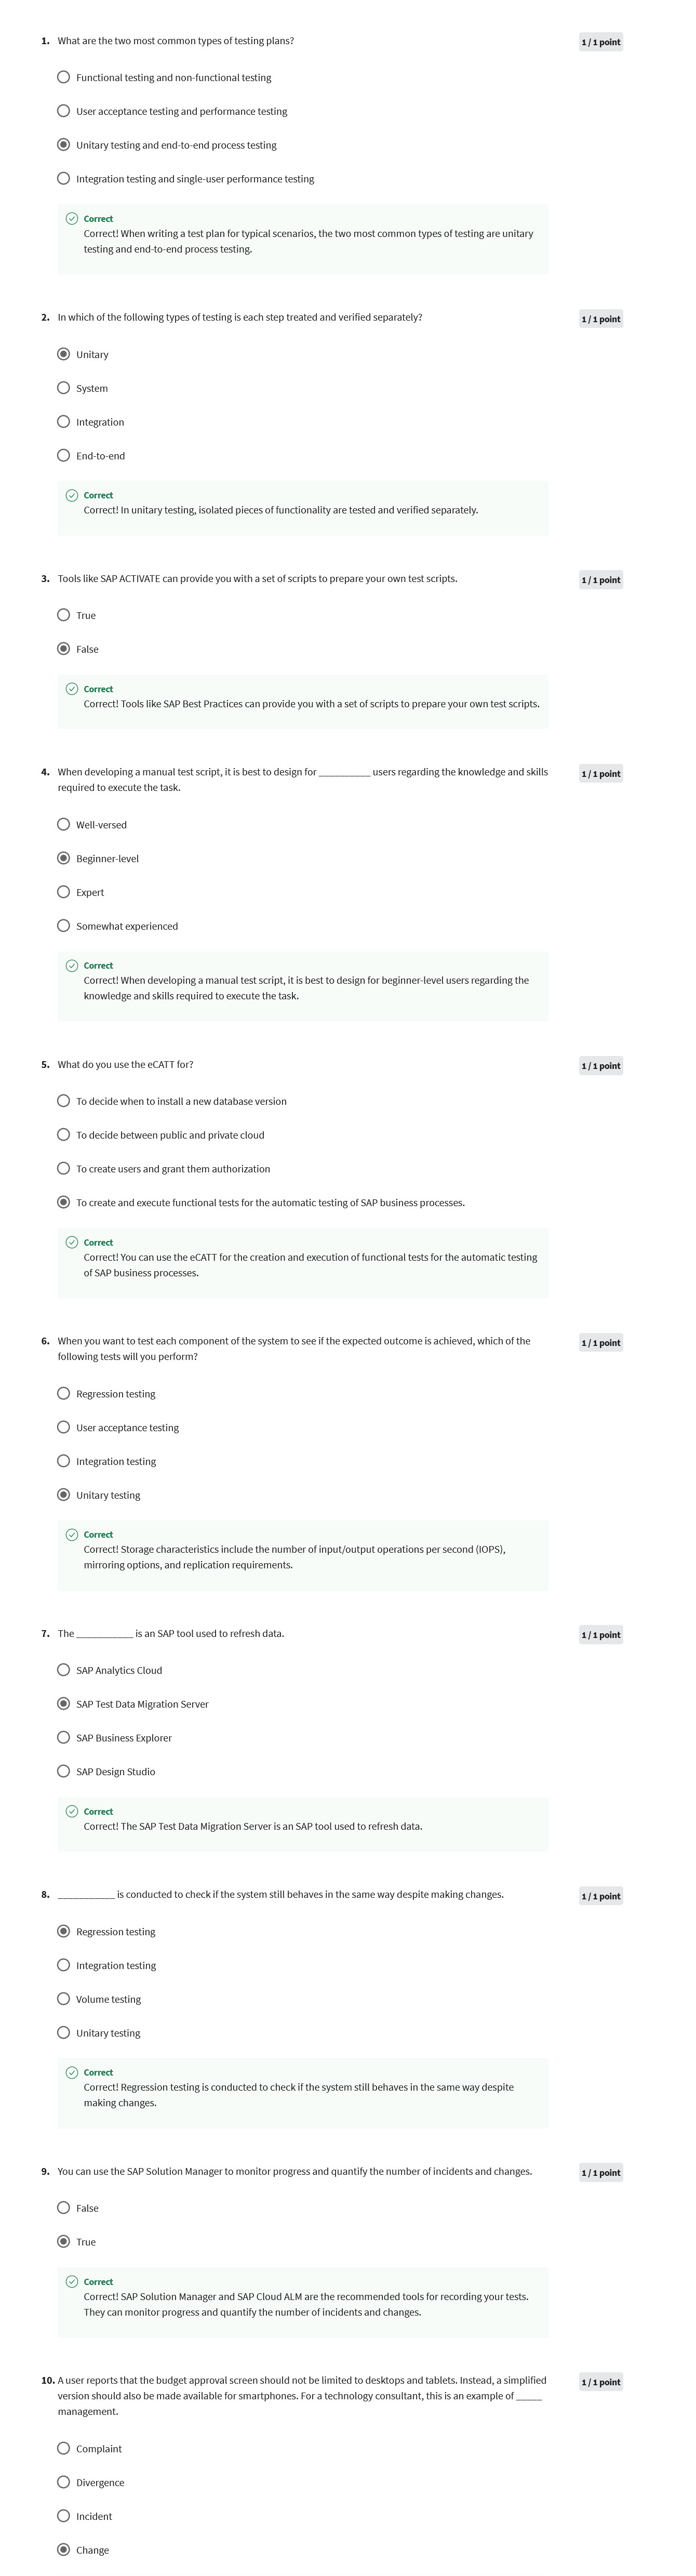 1. What are the two most common types of testing plans?
1 / 1 point
Functional testing and non-functional testing
User acceptance testing and performance testing
Unitary testing and end-to-end process testing
Integration testing and single-user performance testing
Correct
Correct! When writing a test plan for typical scenarios, the two most common types of testing are unitary
testing and end-to-end process testing.
2. In which of the following types of testing is each step treated and verified separately?
1 / 1 point
Unitary
System
Integration
End-to-end
Correct
Correct! In unitary testing, isolated pieces of functionality are tested and verified separately.
3. Tools like SAP ACTIVATE can provide you with a set of scripts to prepare your own test scripts.
1 / 1 point
True
False
Correct
Correct! Tools like SAP Best Practices can provide you with a set of scripts to prepare your own test scripts.
4. When developing a manual test script, it is best to design for __________ users regarding the knowledge and skills
required to execute the task.
1 / 1 point
Well-versed
Beginner-level
Expert
Somewhat experienced
Correct
Correct! When developing a manual test script, it is best to design for beginner-level users regarding the
knowledge and skills required to execute the task.
5. What do you use the eCATT for?
1 / 1 point
To decide when to install a new database version
To decide between public and private cloud
To create users and grant them authorization
To create and execute functional tests for the automatic testing of SAP business processes.
Correct
Correct! You can use the eCATT for the creation and execution of functional tests for the automatic testing
of SAP business processes.
6. When you want to test each component of the system to see if the expected outcome is achieved, which of the
following tests will you perform?
1 / 1 point
Regression testing
User acceptance testing
Integration testing
Unitary testing
Correct
Correct! Storage characteristics include the number of input/output operations per second (IOPS),
mirroring options, and replication requirements.
7. The ___________ is an SAP tool used to refresh data.
1 / 1 point
SAP Analytics Cloud
SAP Test Data Migration Server
SAP Business Explorer
SAP Design Studio
Correct
Correct! The SAP Test Data Migration Server is an SAP tool used to refresh data.
8. ___________ is conducted to check if the system still behaves in the same way despite making changes.
1 / 1 point
Regression testing
Integration testing
Volume testing
Unitary testing
Correct
Correct! Regression testing is conducted to check if the system still behaves in the same way despite
making changes.
9. You can use the SAP Solution Manager to monitor progress and quantify the number of incidents and changes.
1 / 1 point
False
True
Correct
Correct! SAP Solution Manager and SAP Cloud ALM are the recommended tools for recording your tests.
They can monitor progress and quantify the number of incidents and changes.
10. A user reports that the budget approval screen should not be limited to desktops and tablets. Instead, a simplified
version should also be made available for smartphones. For a technology consultant, this is an example of _____
management.
1 / 1 point
Complaint
Divergence
Incident
Change